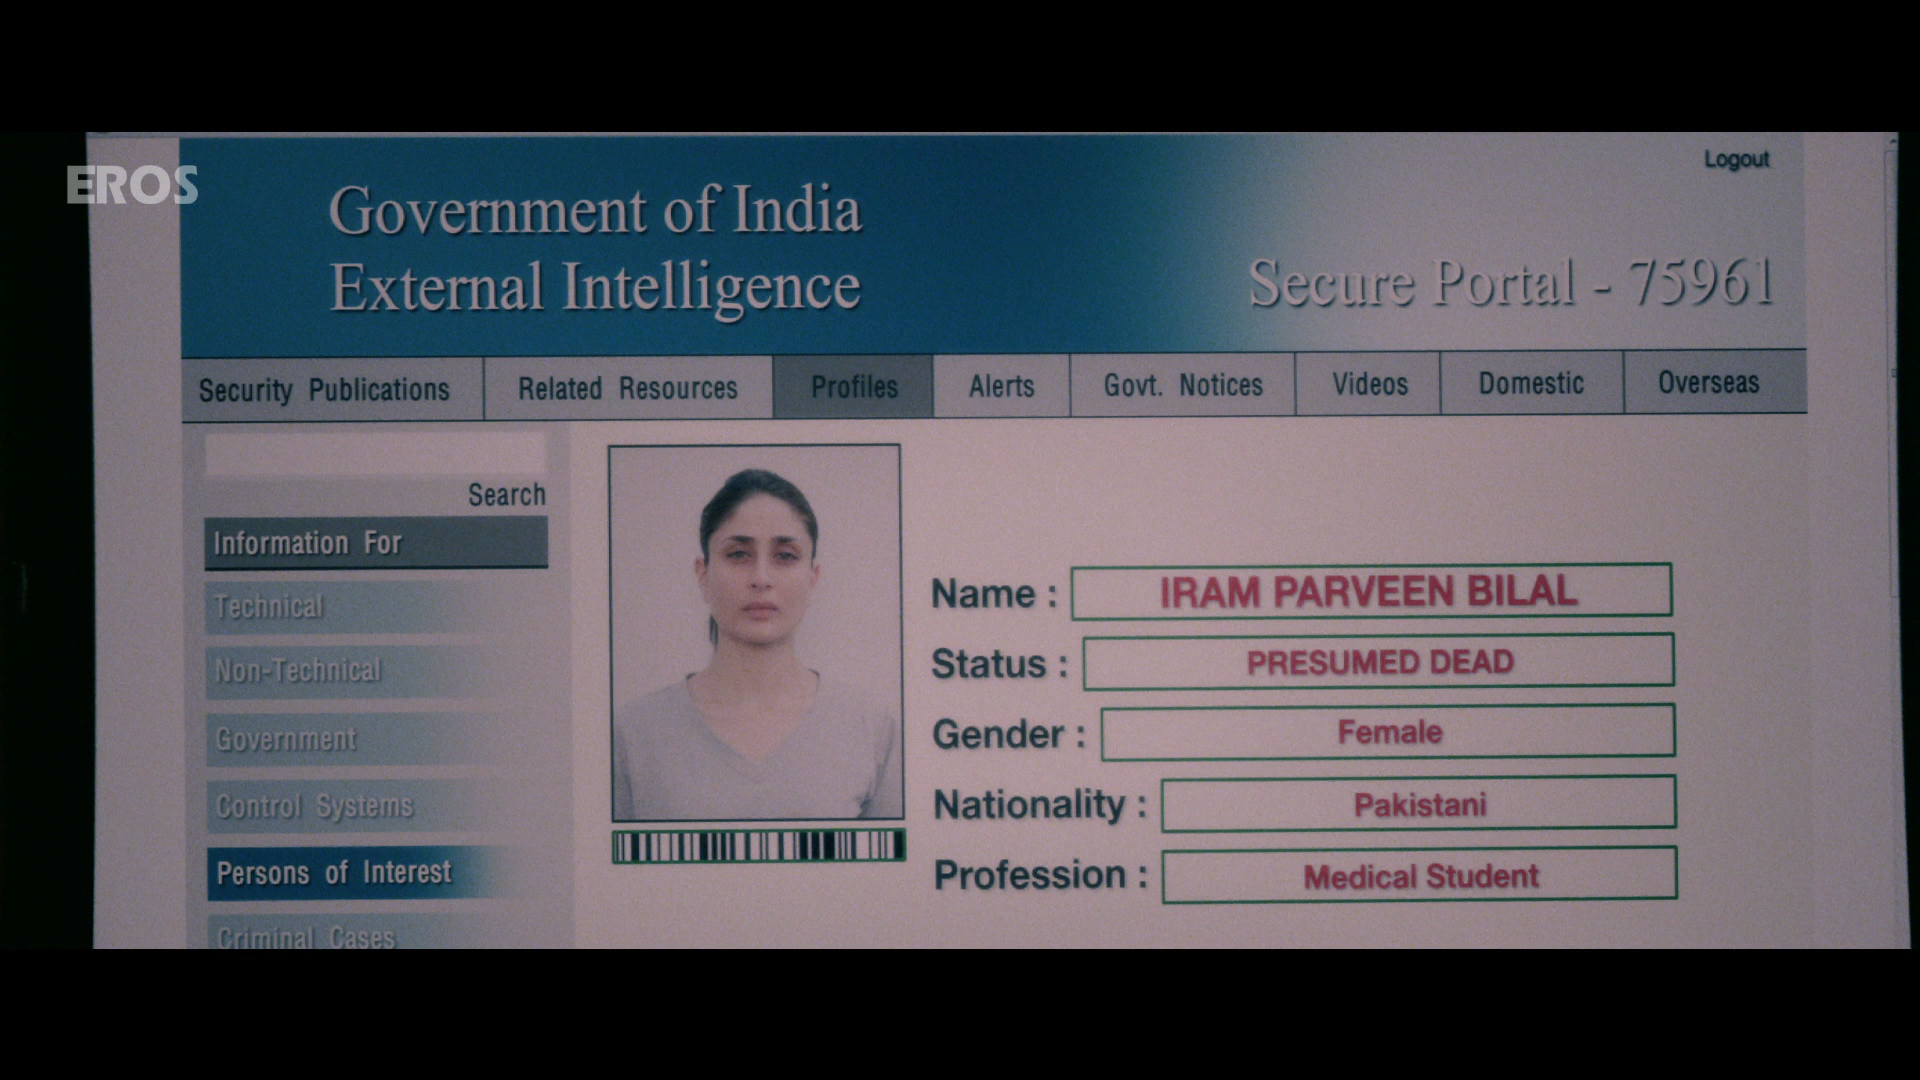 EROS
Logout
Government of India
External Intelligence
Secure Portal - 75961
Security Publications
Related Resources
Profiles
Alerts
Govt. Notices
Videos
Domestic
Overseas
Search
Information For
Technical
Non-Technical
Government
Control Systems
Persons of Interest
Criminal Cases
Name : IRAM PARVEEN BILAL
Status : PRESUMED DEAD
Gender : Female
Nationality : Pakistani
Profession : Medical Student